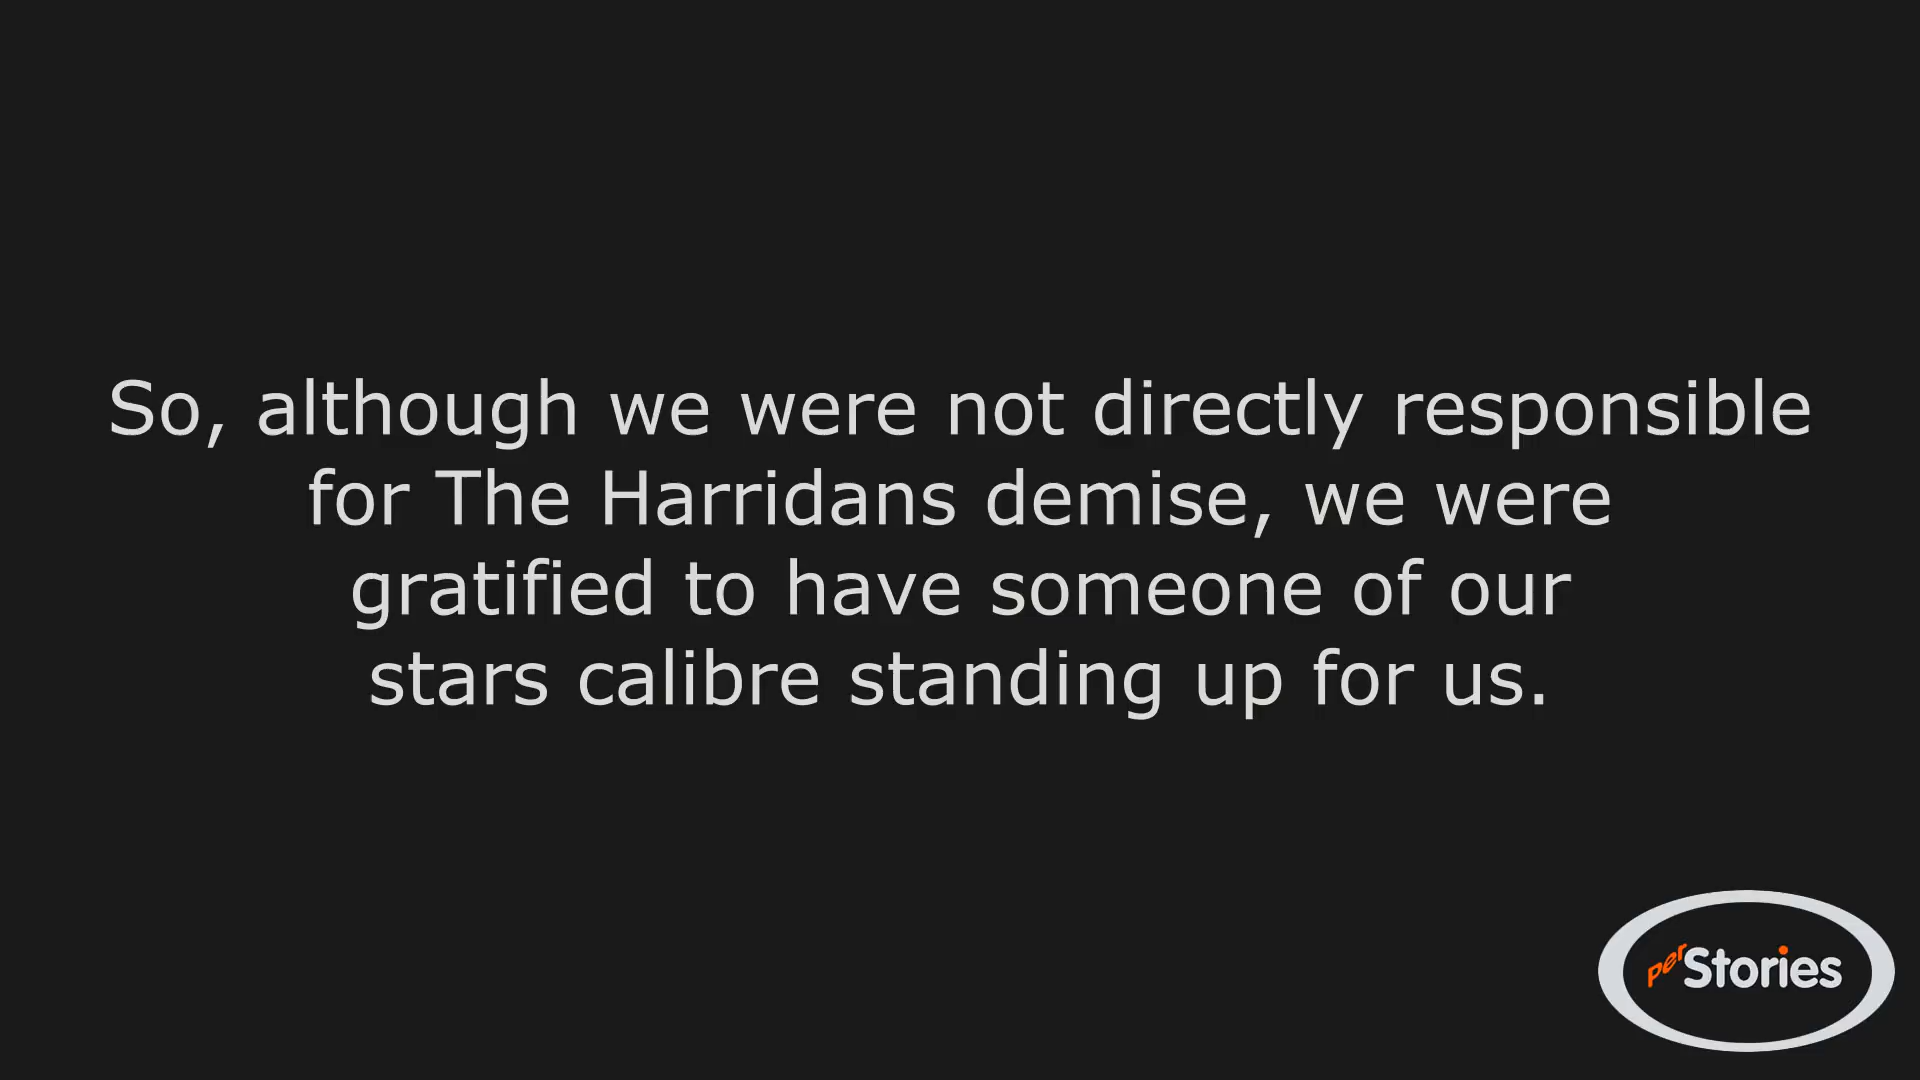 So, although we were not directly responsible
for The Harridans demise, we were
gratified to have someone of our
stars calibre standing up for us.
perStories